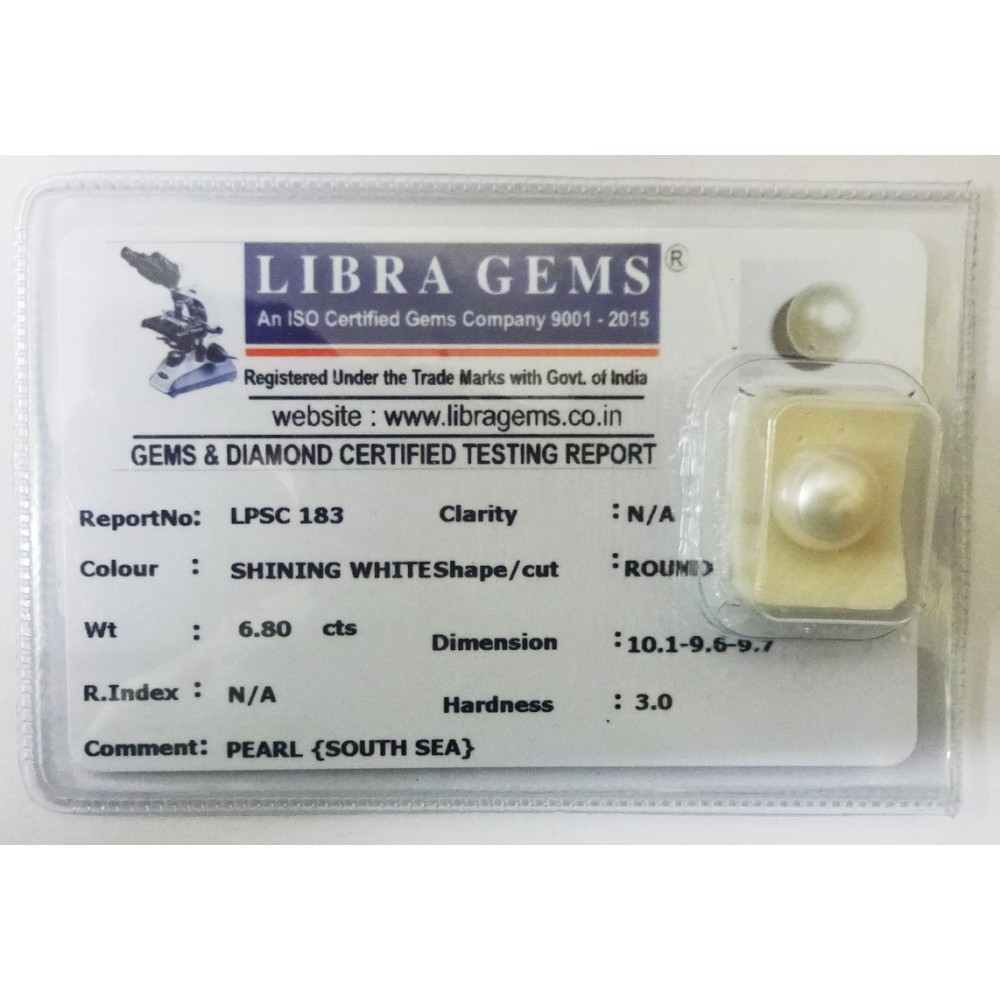 LIBRA GEMS ®
An ISO Certified Gems Company 9001 - 2015
Registered Under the Trade Marks with Govt. of India
website : www.libragems.co.in
GEMS & DIAMOND CERTIFIED TESTING REPORT
ReportNo: LPSC 183 Clarity : N/A
Colour : SHINING WHITE Shape/cut : ROUND
Wt : 6.80 cts Dimension : 10.1-9.6-9.7
R.Index : N/A Hardness : 3.0
Comment: PEARL {SOUTH SEA}